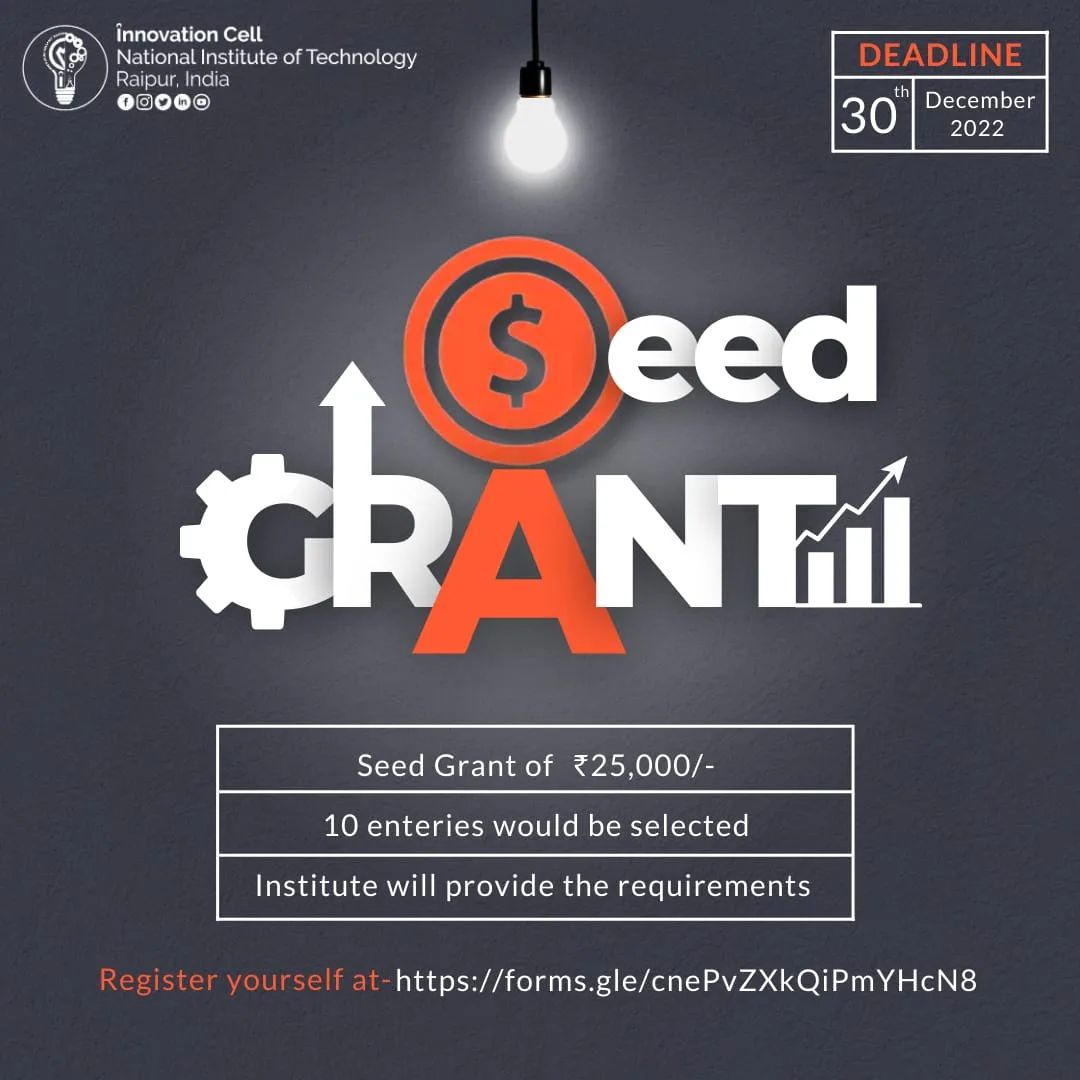 Innovation Cell
National Institute of Technology
Raipur, India
DEADLINE
30th December
2022
$eed
GRANT
Seed Grant of ₹25,000/-
10 enteries would be selected
Institute will provide the requirements
Register yourself at- https://forms.gle/cnePvZXkQiPmYHcN8